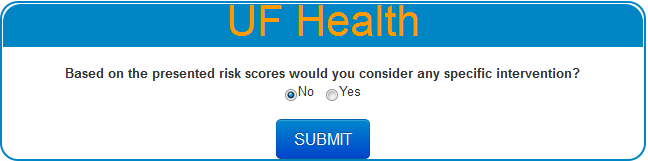 UF Health
Based on the presented risk scores would you consider any specific intervention?
No Yes
SUBMIT